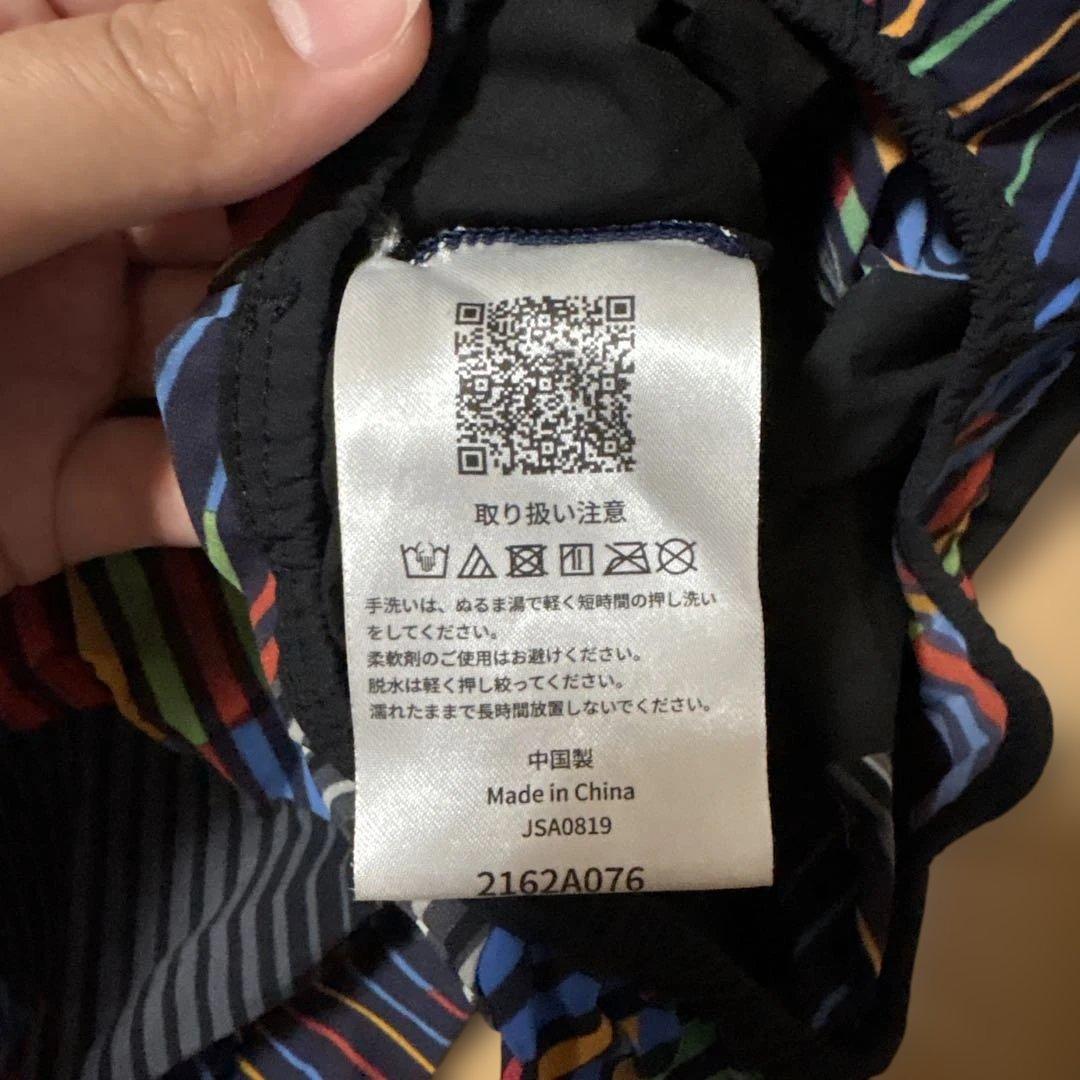 取り扱い注意
手洗いは、ぬるま湯で軽く短時間の押し洗い
をしてください。
柔軟剤のご使用はお避けください。
脱水は軽く押し絞ってください。
濡れたままで長時間放置しないでください。
中国製
Made in China
JSA0819
2162A076